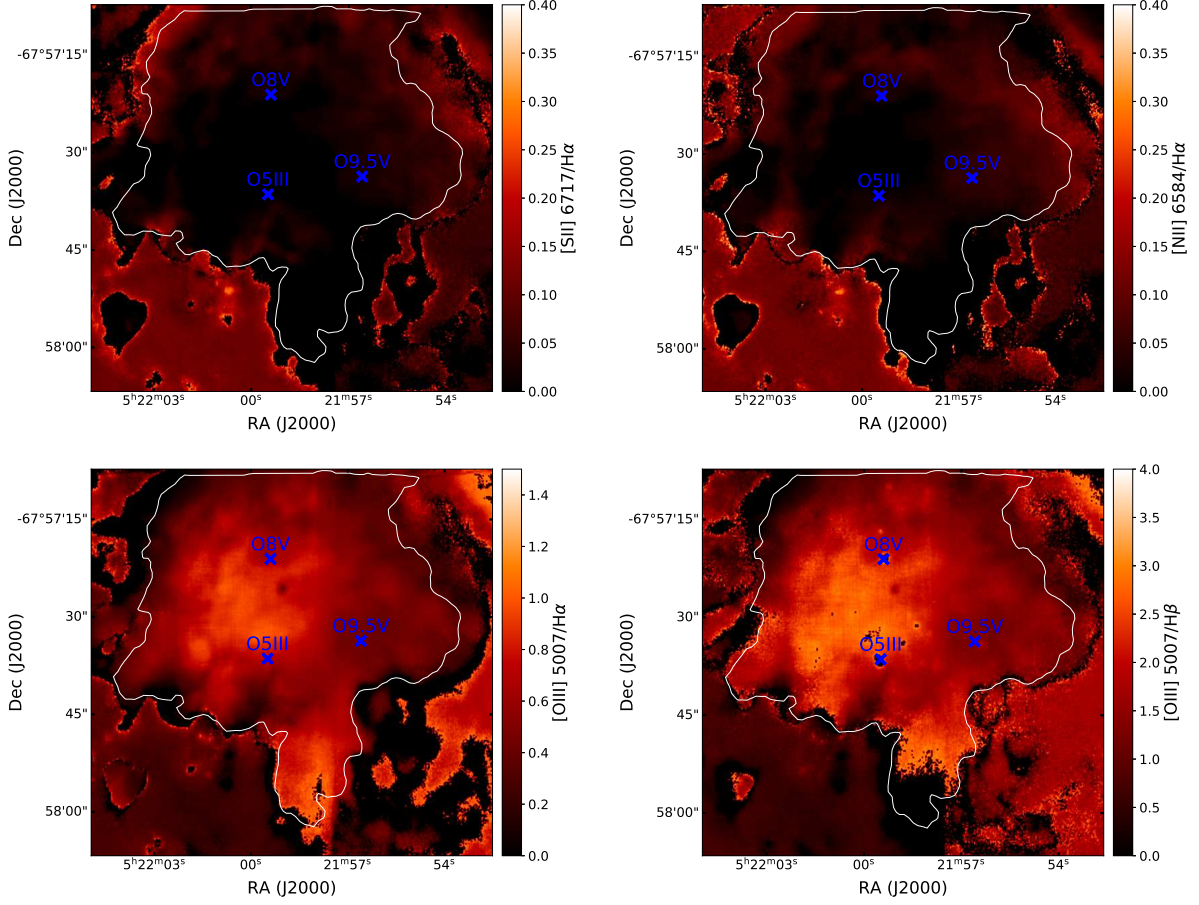 0.40
0.35
0.30
0.25
0.20
0.15
0.10
0.05
0.00
[SII] 6717/Hα
-67°57'15"
30"
45"
58'00"
Dec (J2000)
O8V
O9.5V
O5III
5ʰ22ᵐ03ˢ 00ˢ 21ᵐ57ˢ 54ˢ
RA (J2000)
0.40
0.35
0.30
0.25
0.20
0.15
0.10
0.05
0.00
[NII] 6584/Hα
-67°57'15"
30"
45"
58'00"
Dec (J2000)
O8V
O9.5V
O5III
5ʰ22ᵐ03ˢ 00ˢ 21ᵐ57ˢ 54ˢ
RA (J2000)
1.4
1.2
1.0
0.8
0.6
0.4
0.2
0.0
[OIII] 5007/Hα
-67°57'15"
30"
45"
58'00"
Dec (J2000)
O8V
O9.5V
O5III
5ʰ22ᵐ03ˢ 00ˢ 21ᵐ57ˢ 54ˢ
RA (J2000)
4.0
3.5
3.0
2.5
2.0
1.5
1.0
0.5
0.0
[OIII] 5007/Hβ
-67°57'15"
30"
45"
58'00"
Dec (J2000)
O8V
O9.5V
O5III
5ʰ22ᵐ03ˢ 00ˢ 21ᵐ57ˢ 54ˢ
RA (J2000)